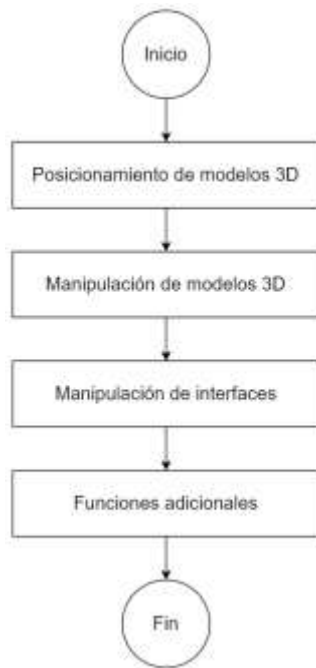 Inicio
Posicionamiento de modelos 3D
Manipulación de modelos 3D
Manipulación de interfaces
Funciones adicionales
Fin